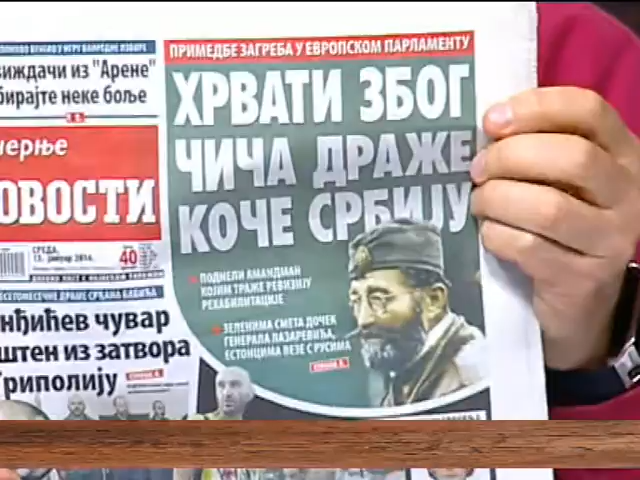 ПРИМЕДБЕ ЗАГРЕБА У ЕВРОПСКОМ ПАРЛАМЕНТУ
ХРВАТИ ЗБОГ
ЧИЧА ДРАЖЕ
КОЧЕ СРБИЈУ
ПОДНЕЛИ АМАНДМАН
КОЈИМ ТРАЖЕ РЕВИЗИЈУ
РЕХАБИЛИТАЦИЈЕ
ЗЕЛЕНИМА СМЕТА ДОЧЕК
ГЕНЕРАЛА ЛАЗАРЕВИЋА,
ЕСТОНЦИМА ВЕЗЕ С РУСИМА
виждачи из "Арене"
бирајте неке боље
черње
ОВОСТИ
СРЕДА,
40
нђићев чувар
штен из затвора
Триполију